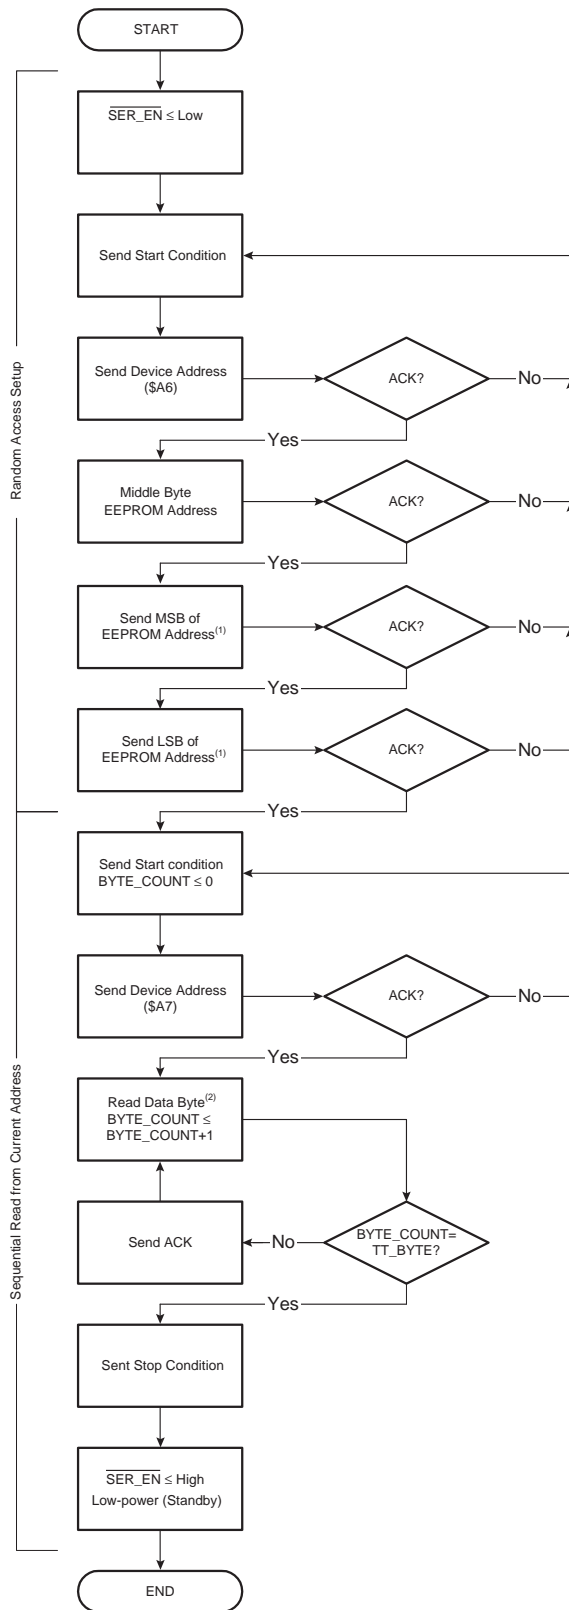 START
SER_EN ≤ Low
Send Start Condition
Send Device Address
($A6)
ACK?
No
Yes
Middle Byte
EEPROM Address
ACK?
No
Yes
Send MSB of
EEPROM Address(1)
ACK?
No
Yes
Send LSB of
EEPROM Address(1)
ACK?
No
Yes
Random Access Setup
Send Start condition
BYTE_COUNT ≤ 0
Send Device Address
($A7)
ACK?
No
Yes
Read Data Byte(2)
BYTE_COUNT ≤
BYTE_COUNT+1
BYTE_COUNT=
TT_BYTE?
No
Send ACK
Yes
Sent Stop Condition
SER_EN ≤ High
Low-power (Standby)
Sequential Read from Current Address
END